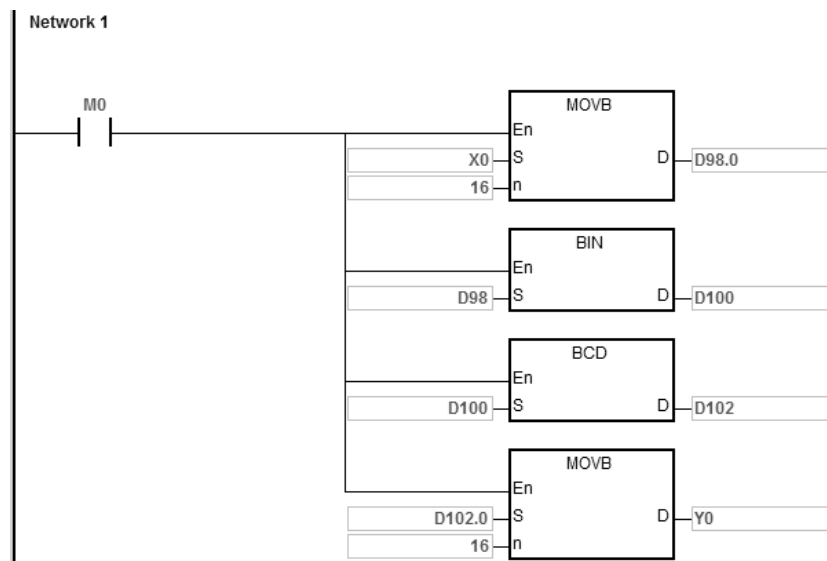 Network 1
M0
MOVB
En
X0 S D D98.0
16 n
BIN
En
D98 S D D100
BCD
En
D100 S D D102
MOVB
En
D102.0 S D Y0
16 n